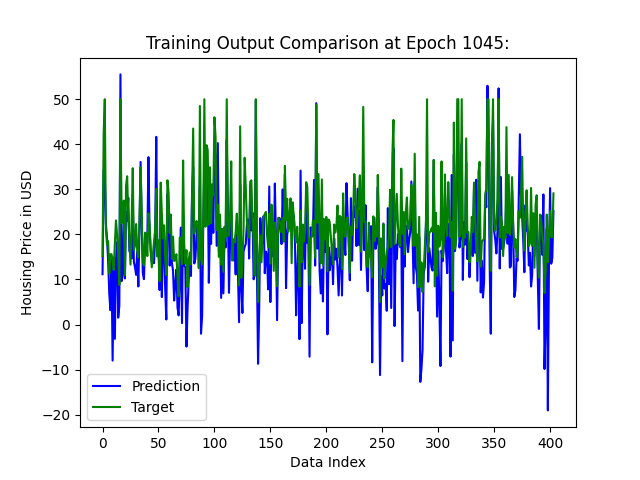 Training Output Comparison at Epoch 1045:
Housing Price in USD
50
40
30
20
10
0
−10
−20
Prediction
Target
0 50 100 150 200 250 300 350 400
Data Index